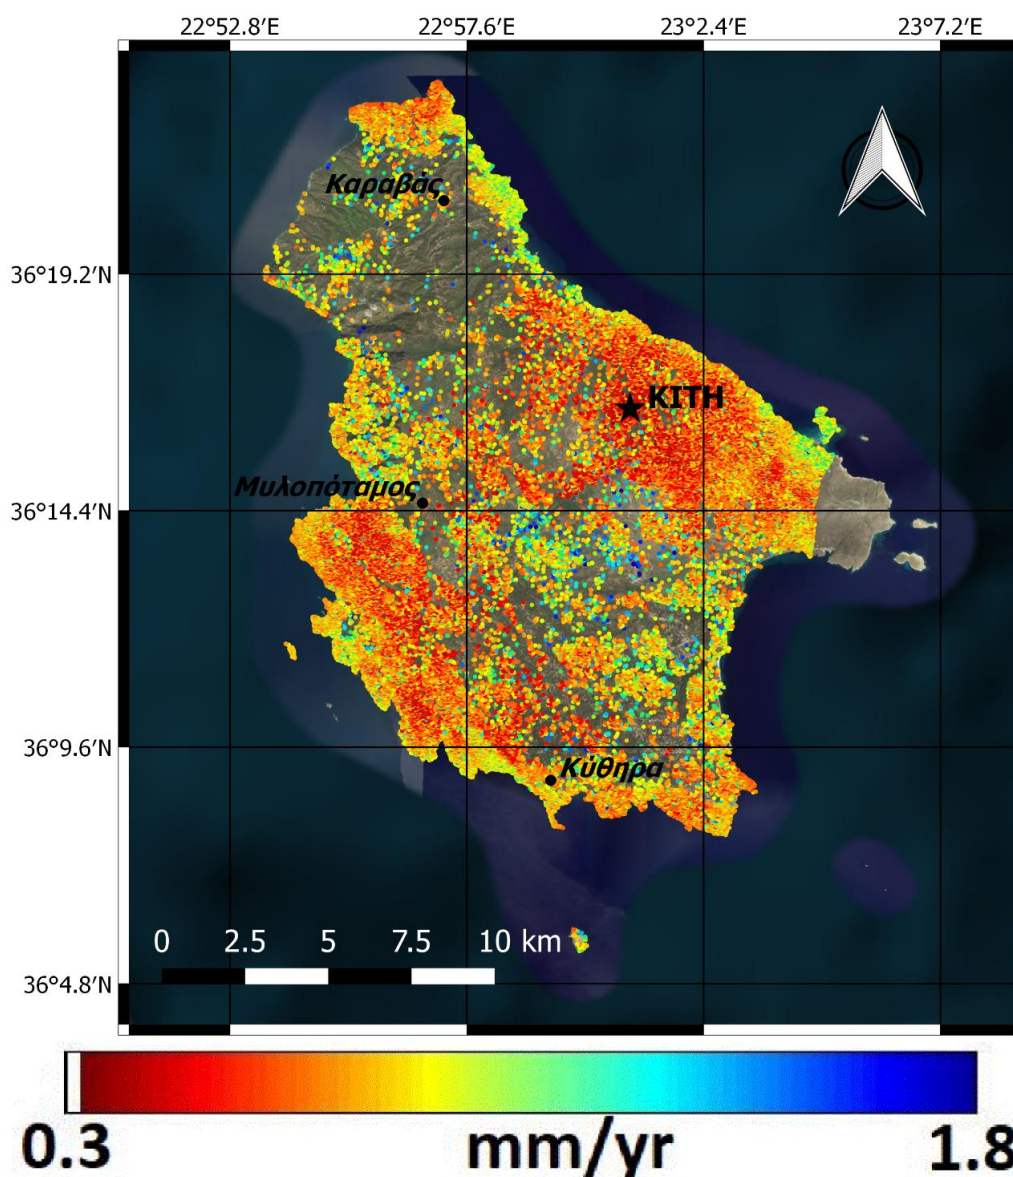 22°52.8′E 22°57.6′E 23°2.4′E 23°7.2′E
Καραβάς
36°19.2′N
ΚΙΤΗ
Μυλοπόταμος
36°14.4′N
36°9.6′N
Κύθηρα
0 2.5 5 7.5 10 km
36°4.8′N
0.3 mm/yr 1.8